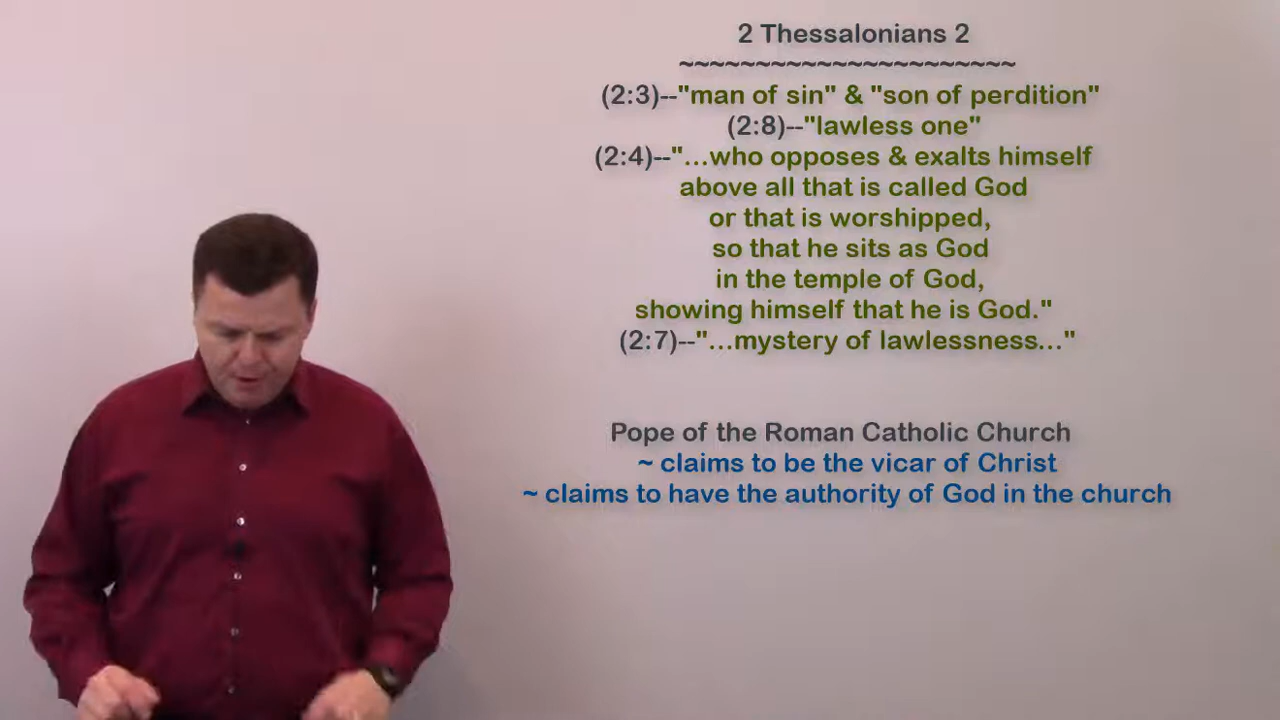 2 Thessalonians 2
~~~~~~~~~~~~~~~~~~~~~~
(2:3)--"man of sin" & "son of perdition"
(2:8)--"lawless one"
(2:4)--"...who opposes & exalts himself
above all that is called God
or that is worshipped,
so that he sits as God
in the temple of God,
showing himself that he is God."
(2:7)--"...mystery of lawlessness..."
Pope of the Roman Catholic Church
~ claims to be the vicar of Christ
~ claims to have the authority of God in the church